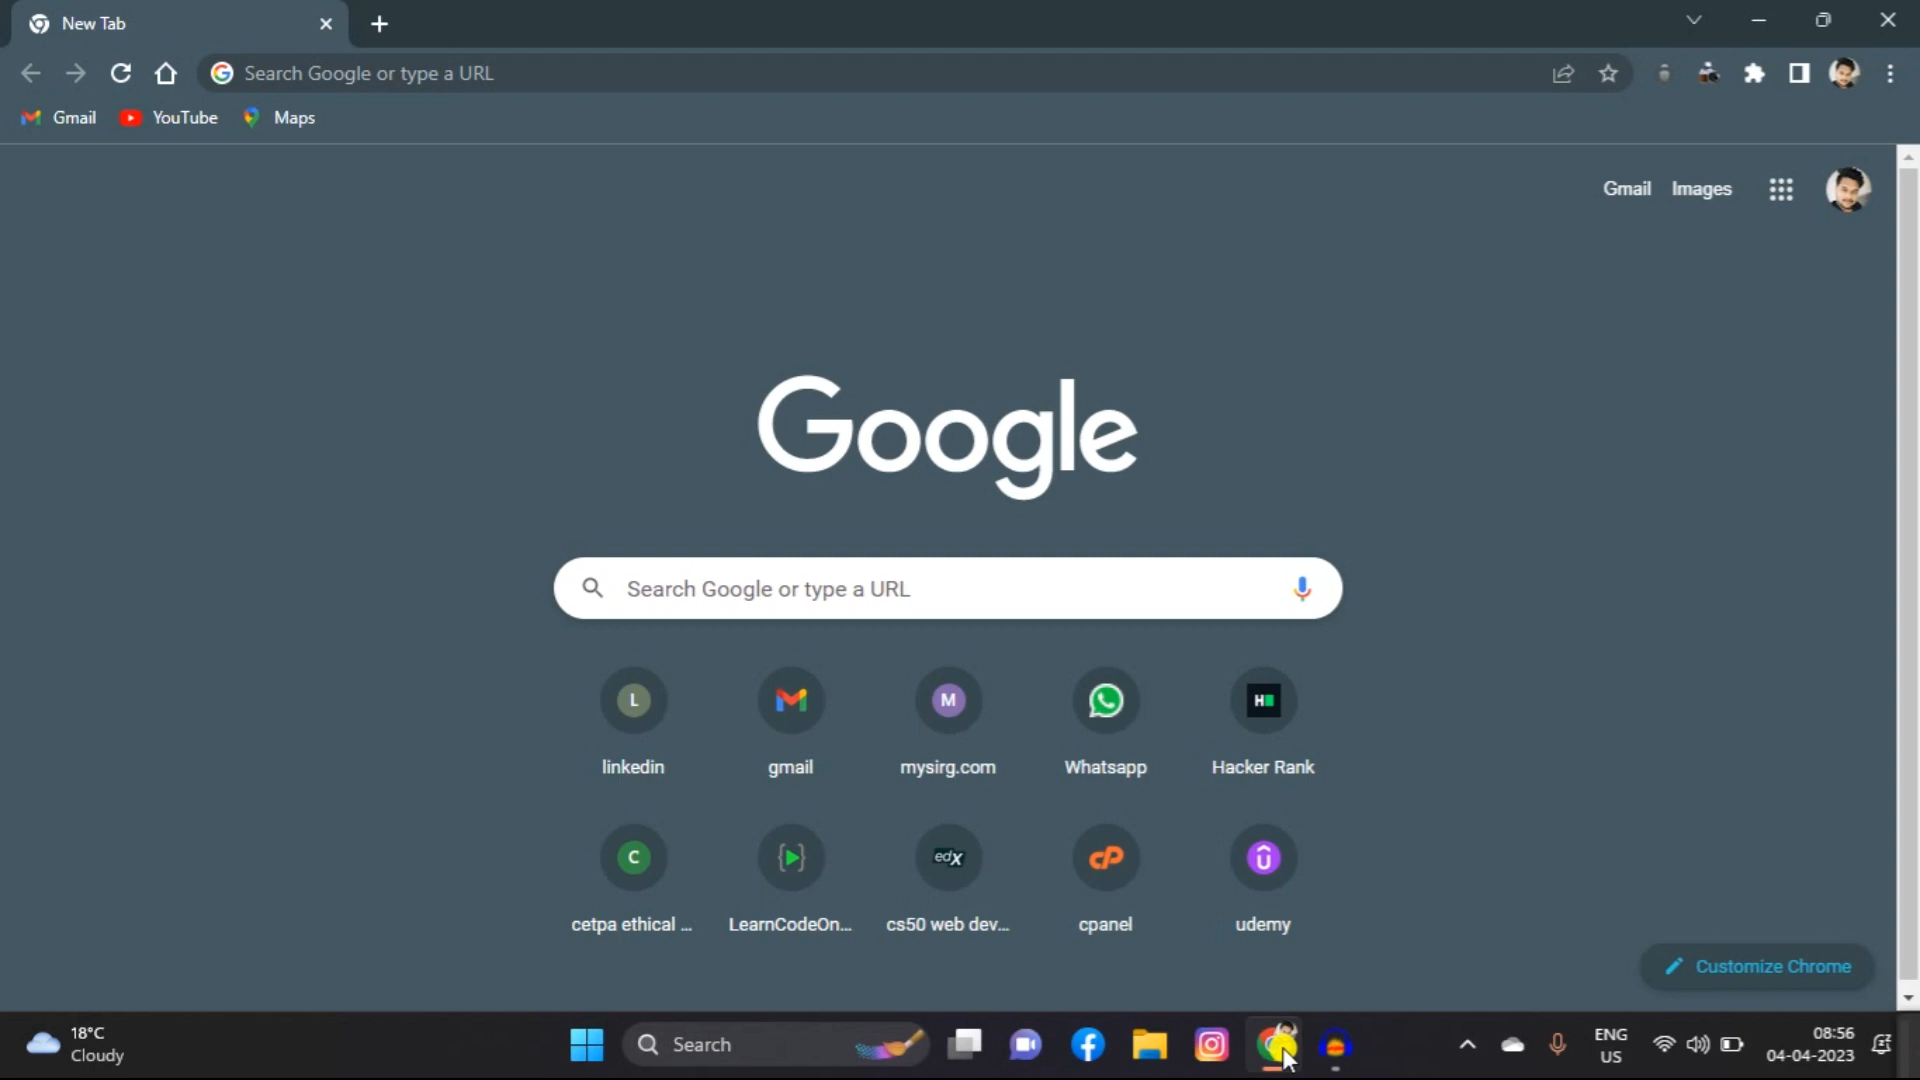 New Tab
Search Google or type a URL
Gmail YouTube Maps
Gmail Images
Google
Search Google or type a URL
L M H
linkedin gmail mysirg.com Whatsapp Hacker Rank
C edX cP û
cetpa ethical ... LearnCodeOn... cs50 web dev... cpanel udemy
Customize Chrome
18°C
Cloudy
Search
ENG
US
08:56
04-04-2023